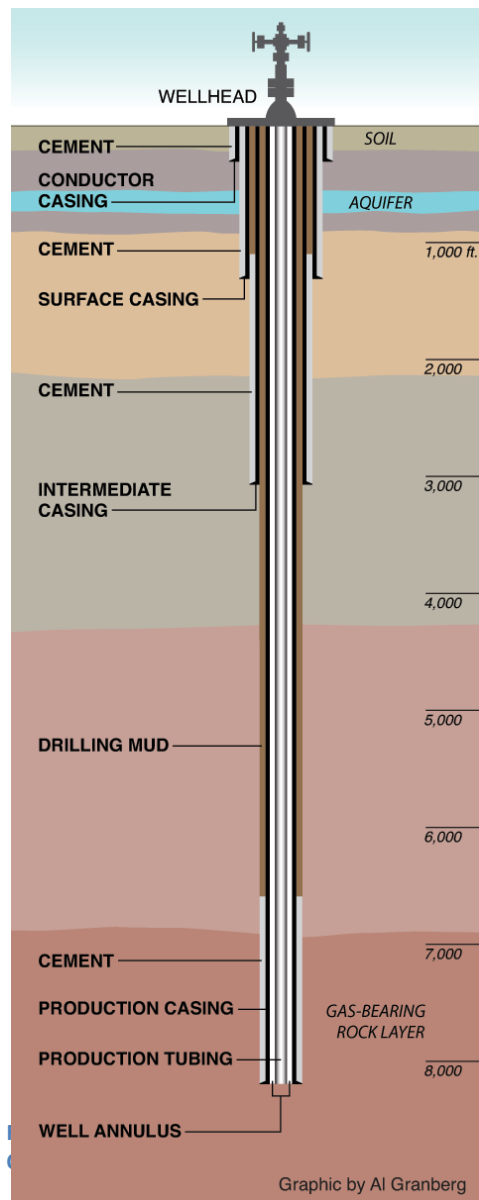 WELLHEAD
SOIL
CEMENT
CONDUCTOR
CASING
AQUIFER
CEMENT
1,000 ft.
SURFACE CASING
2,000
CEMENT
3,000
INTERMEDIATE
CASING
4,000
5,000
DRILLING MUD
6,000
7,000
CEMENT
PRODUCTION CASING
GAS-BEARING
ROCK LAYER
PRODUCTION TUBING
8,000
WELL ANNULUS
Graphic by Al Granberg